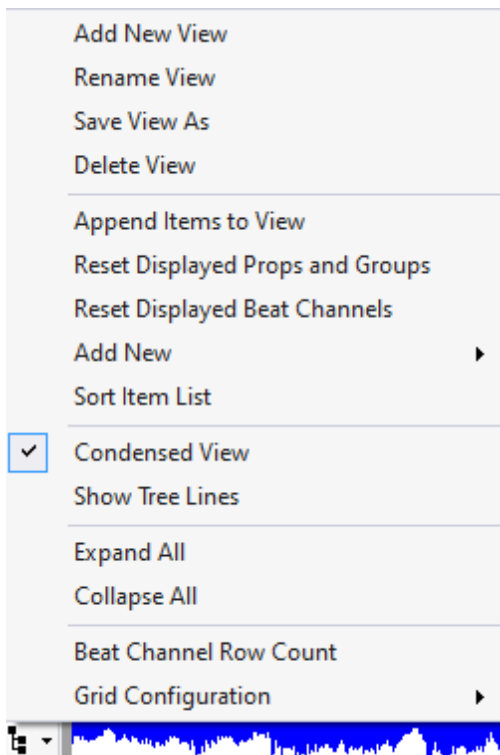 Add New View
Rename View
Save View As
Delete View
Append Items to View
Reset Displayed Props and Groups
Reset Displayed Beat Channels
Add New
Sort Item List
Condensed View
Show Tree Lines
Expand All
Collapse All
Beat Channel Row Count
Grid Configuration